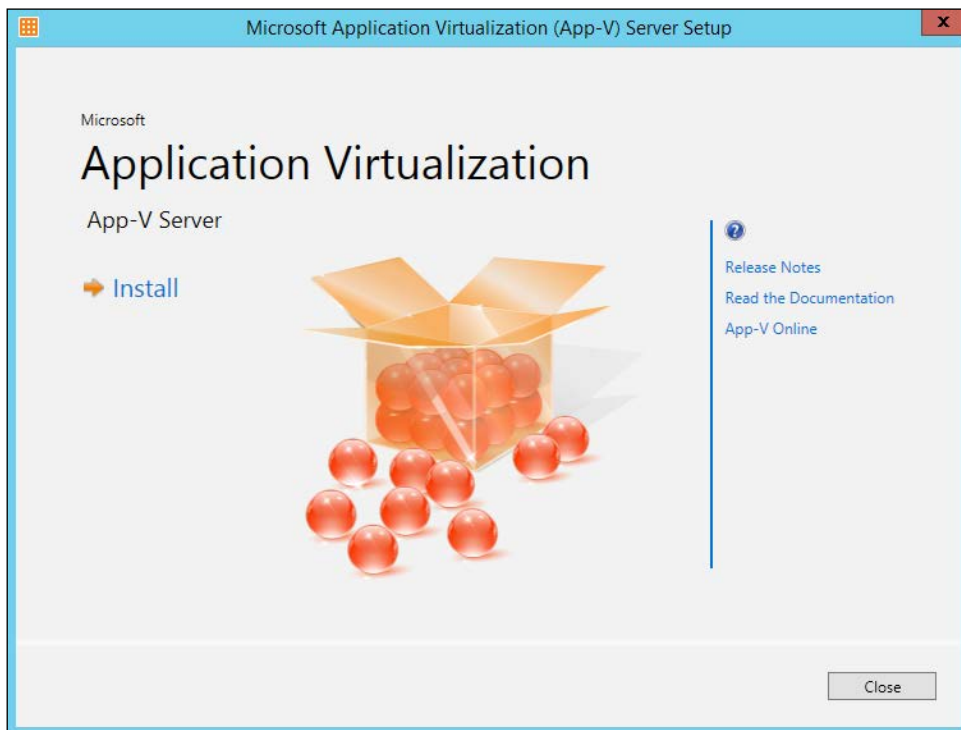 Microsoft Application Virtualization (App-V) Server Setup
x
Microsoft
Application Virtualization
App-V Server
Install
?
Release Notes
Read the Documentation
App-V Online
Close